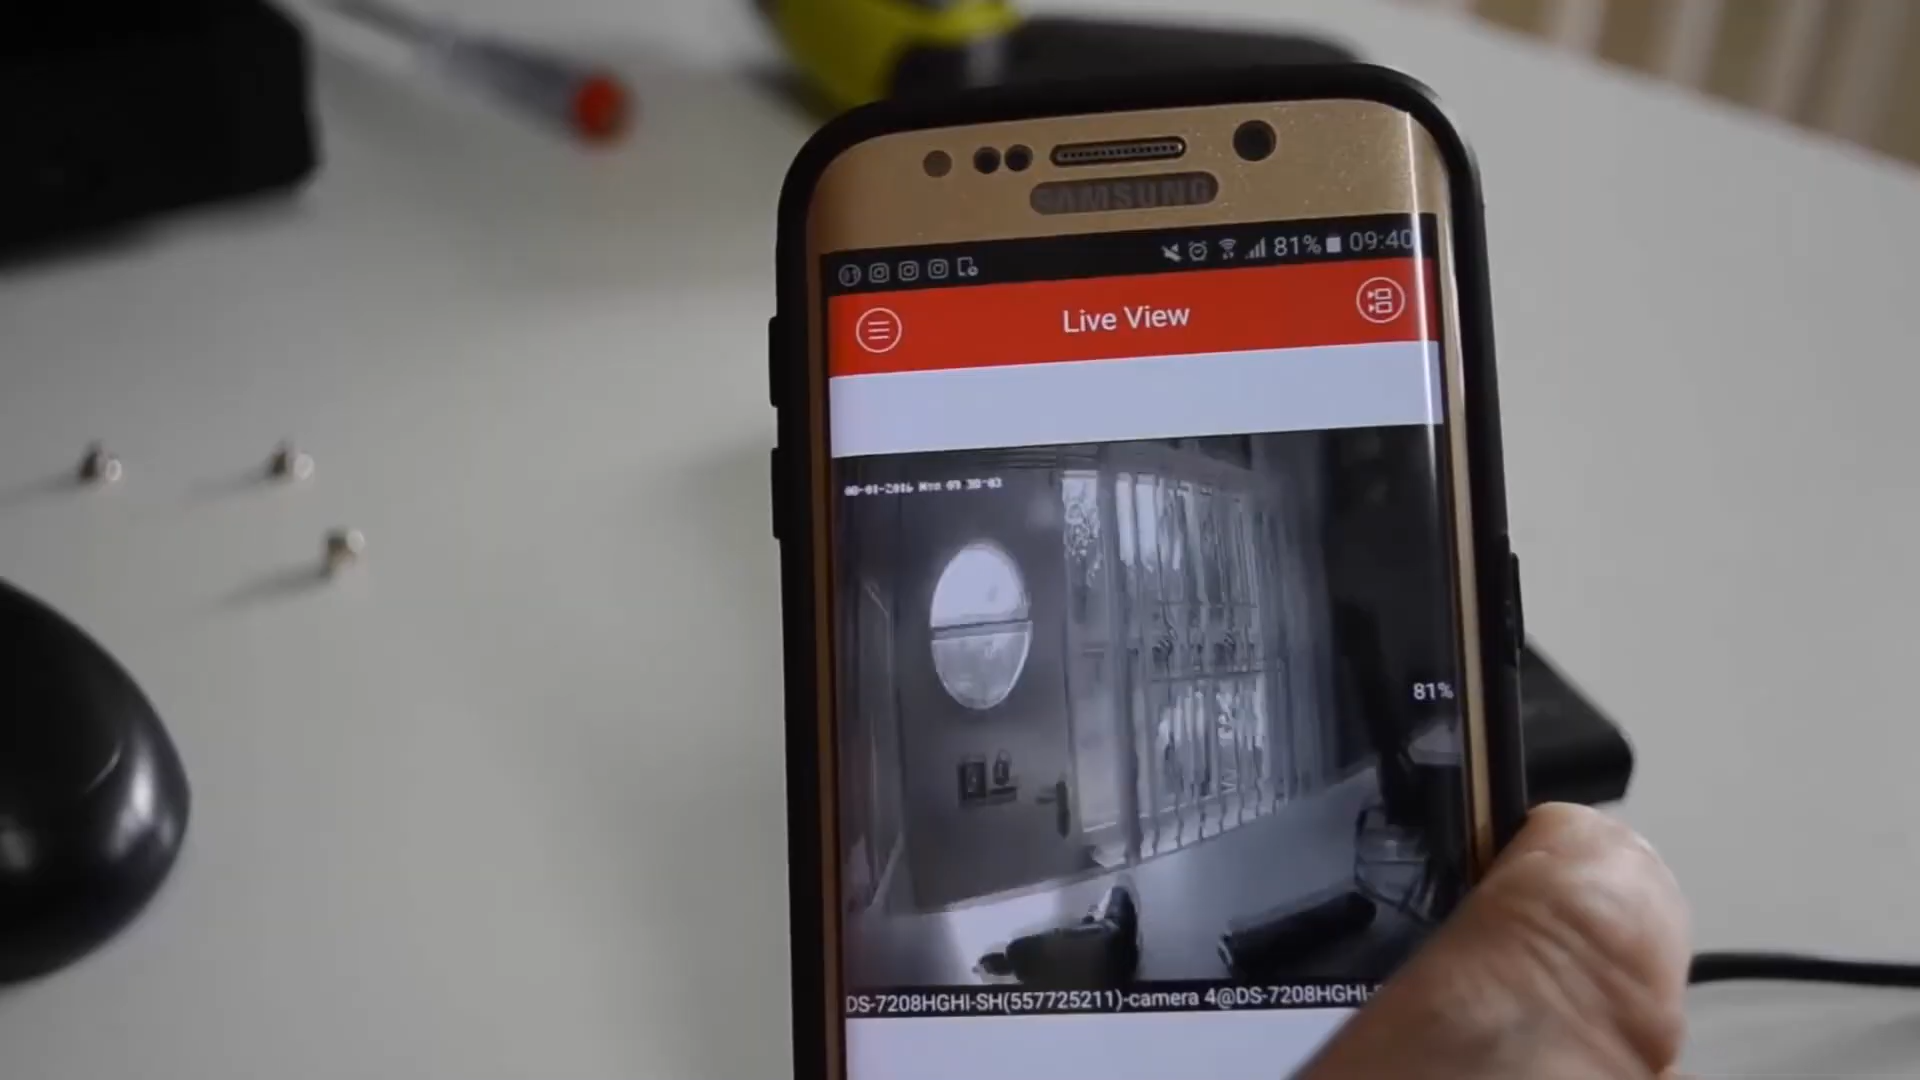 SAMSUNG
81% 09:40
Live View
81%
DS-7208HGHI-SH(557725211)-camera 4@DS-7208HGHI-